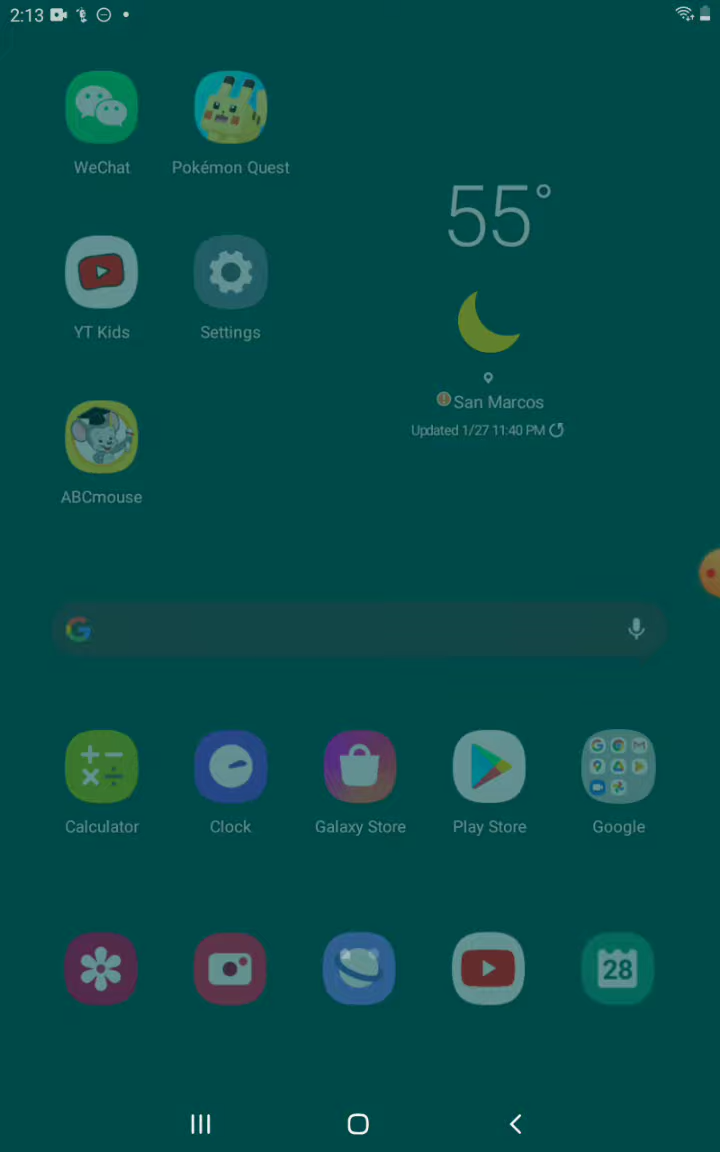 2:13
WeChat
Pokémon Quest
55°
YT Kids
Settings
San Marcos
Updated 1/27 11:40 PM
ABCmouse
Calculator
Clock
Galaxy Store
Play Store
Google
28